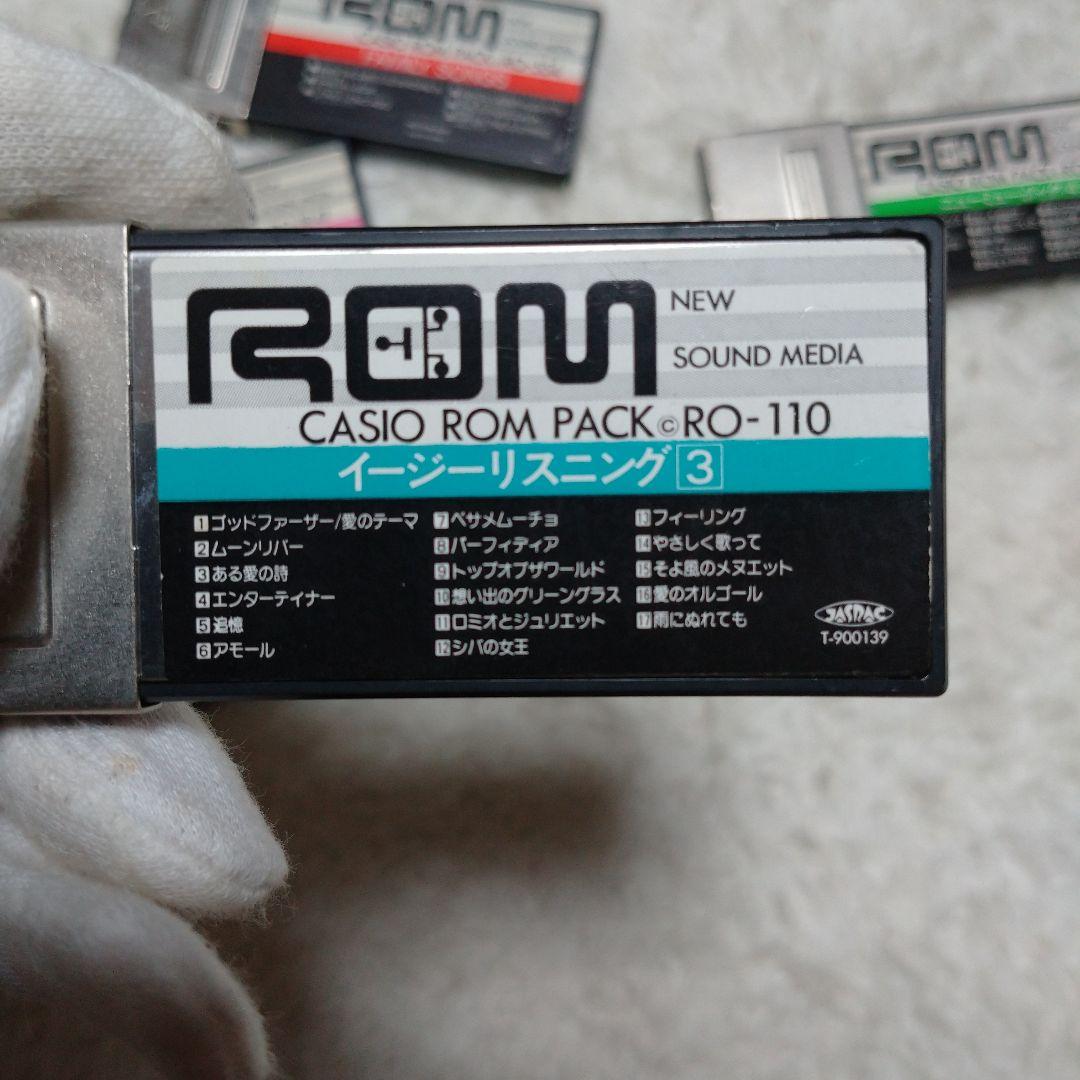 ROM
FAMILY SONGS
ROM
ROM
NEW
SOUND MEDIA
CASIO ROM PACK©RO-110
イージーリスニング3
1ゴッドファーザー/愛のテーマ
2ムーンリバー
3ある愛の詩
4エンターテイナー
5追憶
6アモール
7ベサメムーチョ
8パーフィディア
9トップオブザワールド
10想い出のグリーングラス
11ロミオとジュリエット
12シバの女王
13フィーリング
14やさしく歌って
15そよ風のメヌエット
16愛のオルゴール
17雨にぬれても
JASRAC
T-900139